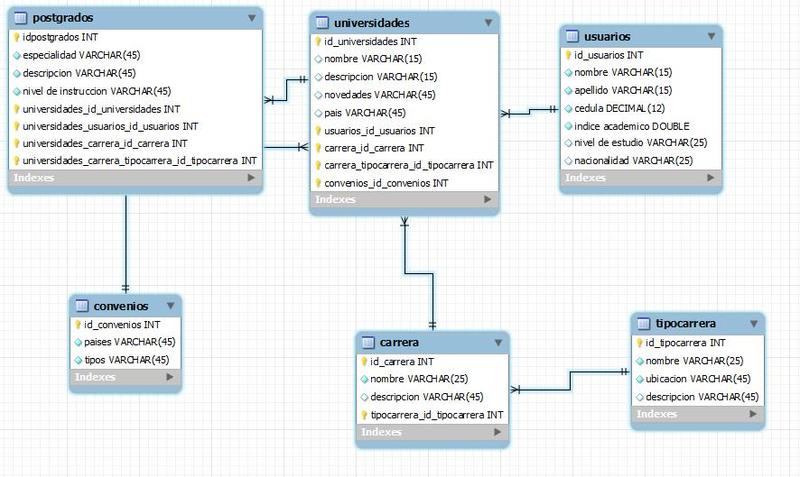 postgrados
idpostgrados INT
especialidad VARCHAR(45)
descripcion VARCHAR(45)
nivel de instruccion VARCHAR(45)
universidades_id_universidades INT
universidades_usuarios_id_usuarios INT
universidades_carrera_id_carrera INT
universidades_carrera_tipocarrera_id_tipocarrera INT
Indexes
universidades
id_universidades INT
nombre VARCHAR(15)
descripcion VARCHAR(15)
novedades VARCHAR(45)
pais VARCHAR(45)
usuarios_id_usuarios INT
carrera_id_carrera INT
carrera_tipocarrera_id_tipocarrera INT
convenios_id_convenios INT
Indexes
usuarios
id_usuarios INT
nombre VARCHAR(15)
apellido VARCHAR(15)
cedula DECIMAL(12)
indice academico DOUBLE
nivel de estudio VARCHAR(25)
nacionalidad VARCHAR(25)
Indexes
convenios
id_convenios INT
paises VARCHAR(45)
tipos VARCHAR(45)
Indexes
carrera
id_carrera INT
nombre VARCHAR(25)
descripcion VARCHAR(45)
tipocarrera_id_tipocarrera INT
Indexes
tipocarrera
id_tipocarrera INT
nombre VARCHAR(25)
ubicacion VARCHAR(45)
descripcion VARCHAR(45)
Indexes